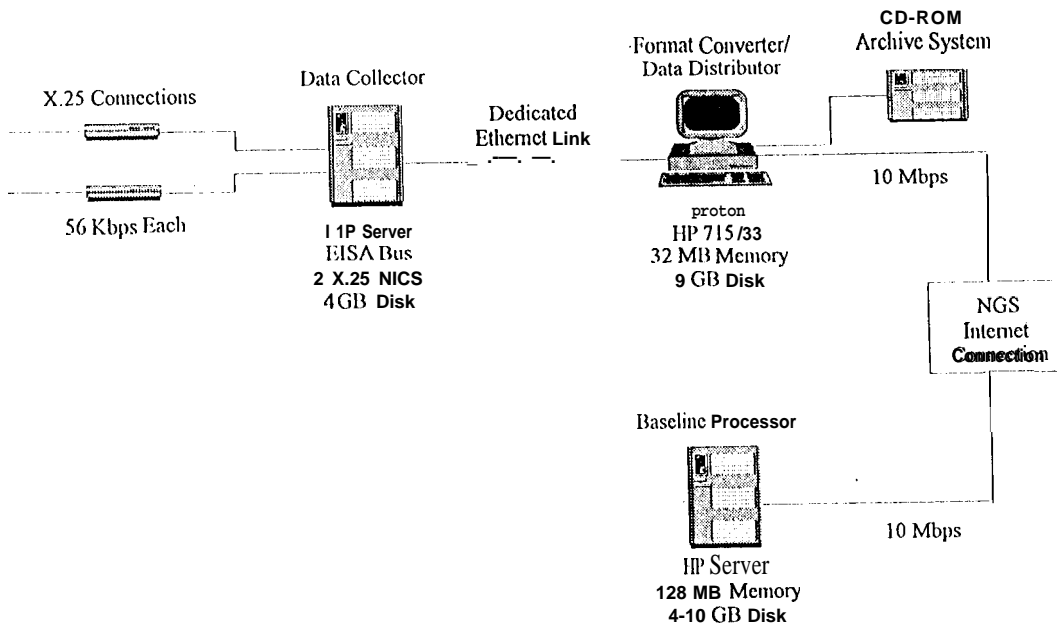 CD-ROM
Archive System
Format Converter/
Data Distributor
Data Collector
X.25 Connections
Dedicated
Ethernet Link
56 Kbps Each
10 Mbps
I 1P Server
EISA Bus
2 X.25 NICS
4GB Disk
proton
HP 715/33
32 MB Memory
9 GB Disk
NGS
Internet
Connection
Baseline Processor
10 Mbps
HP Server
128 MB Memory
4-10 GB Disk